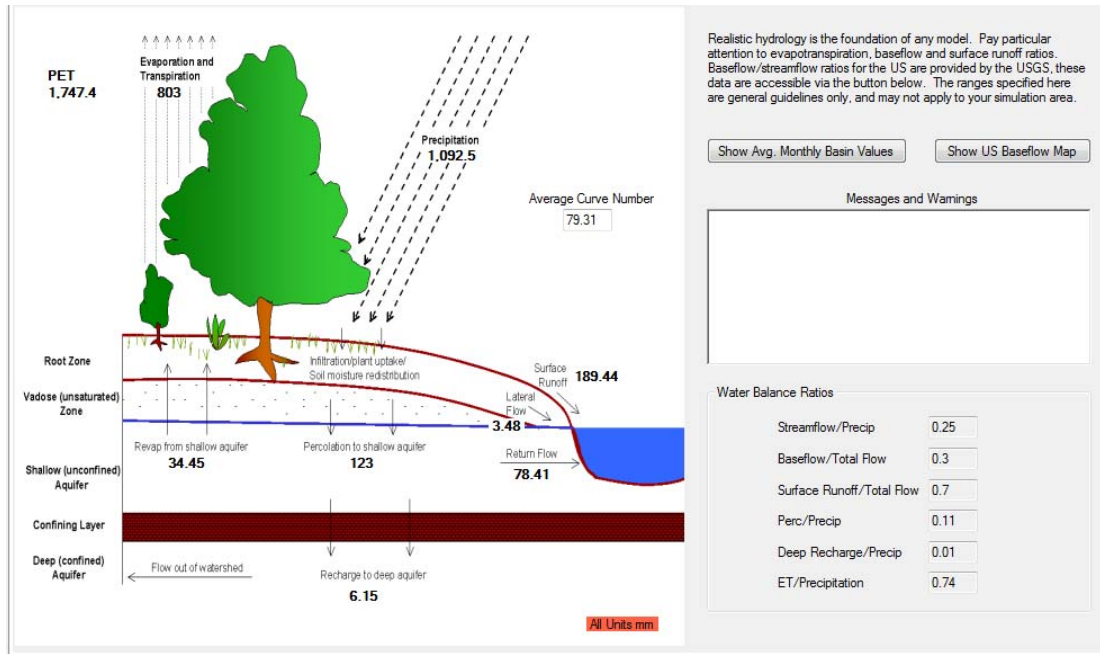 PET
1,747.4
Evaporation and
Transpiration
803
Precipitation
1,092.5
Average Curve Number
79.31
Root Zone
Infiltration/plant uptake/
Soil moisture redistribution
Surface
Runoff
189.44
Vadose (unsaturated)
Zone
Lateral
Flow
3.48
Revap from shallow aquifer
34.45
Percolation to shallow aquifer
123
Return Flow
78.41
Shallow (unconfined)
Aquifer
Confining Layer
Deep (confined)
Aquifer
Flow out of watershed
Recharge to deep aquifer
6.15
All Units mm
Realistic hydrology is the foundation of any model. Pay particular
attention to evapotranspiration, baseflow and surface runoff ratios.
Baseflow/streamflow ratios for the US are provided by the USGS, these
data are accessible via the button below. The ranges specified here
are general guidelines only, and may not apply to your simulation area.
Show Avg. Monthly Basin Values
Show US Baseflow Map
Messages and Warnings
Water Balance Ratios
Streamflow/Precip 0.25
Baseflow/Total Flow 0.3
Surface Runoff/Total Flow 0.7
Perc/Precip 0.11
Deep Recharge/Precip 0.01
ET/Precipitation 0.74